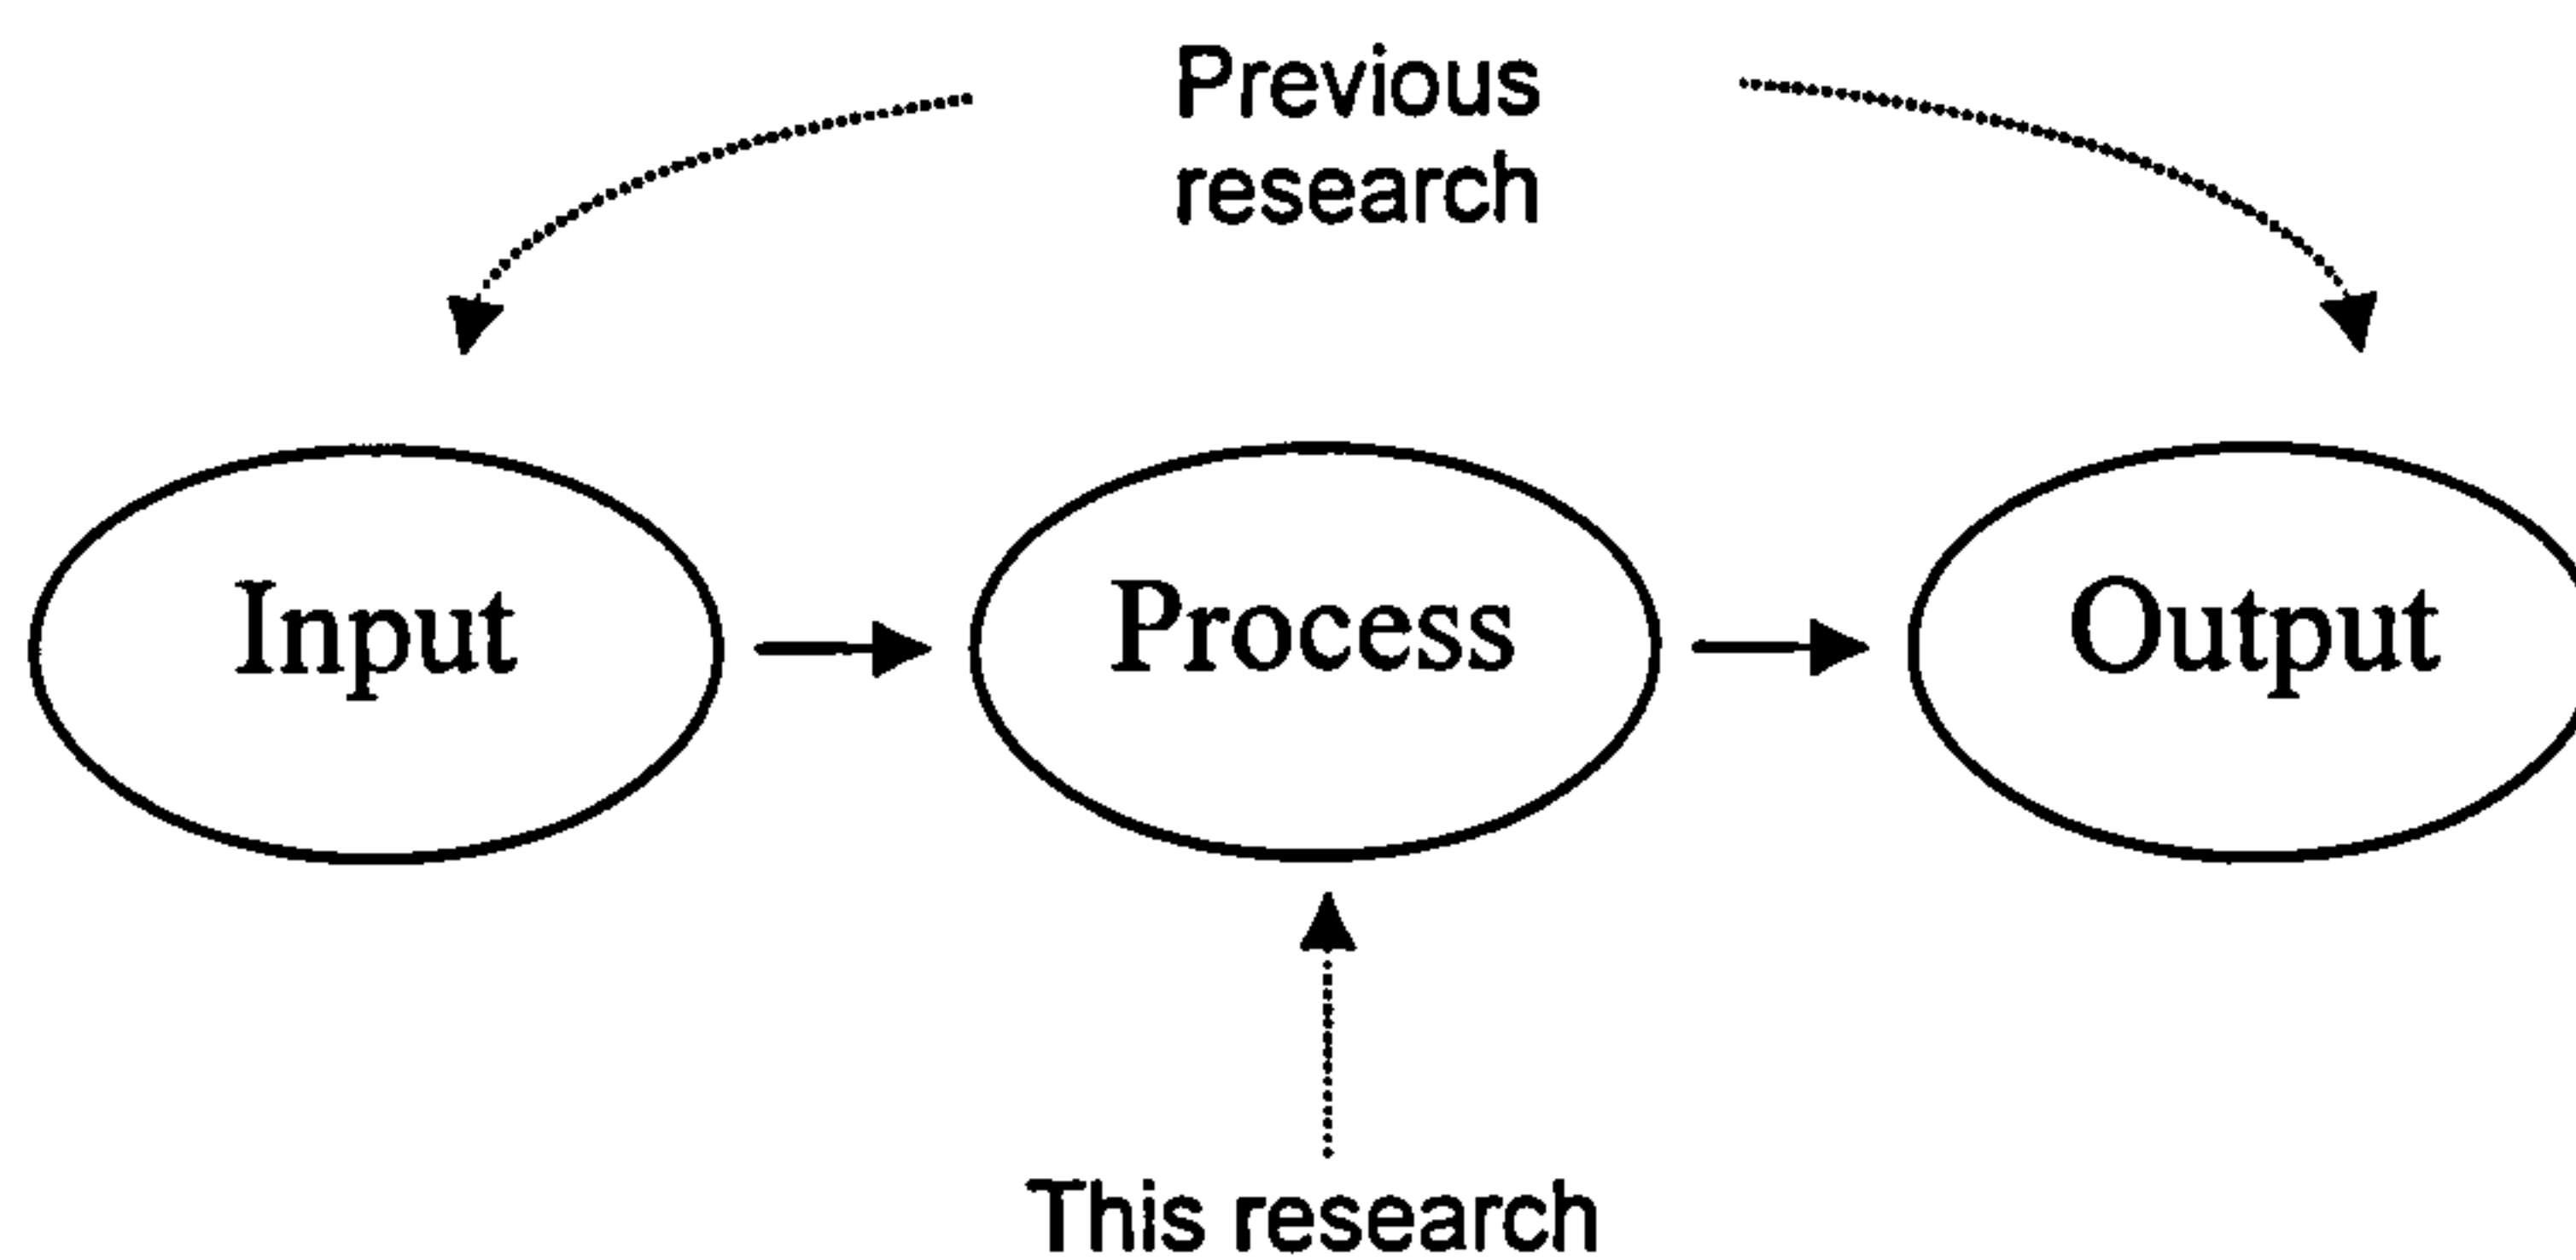 Previous
research
Input
Process
Output
This research